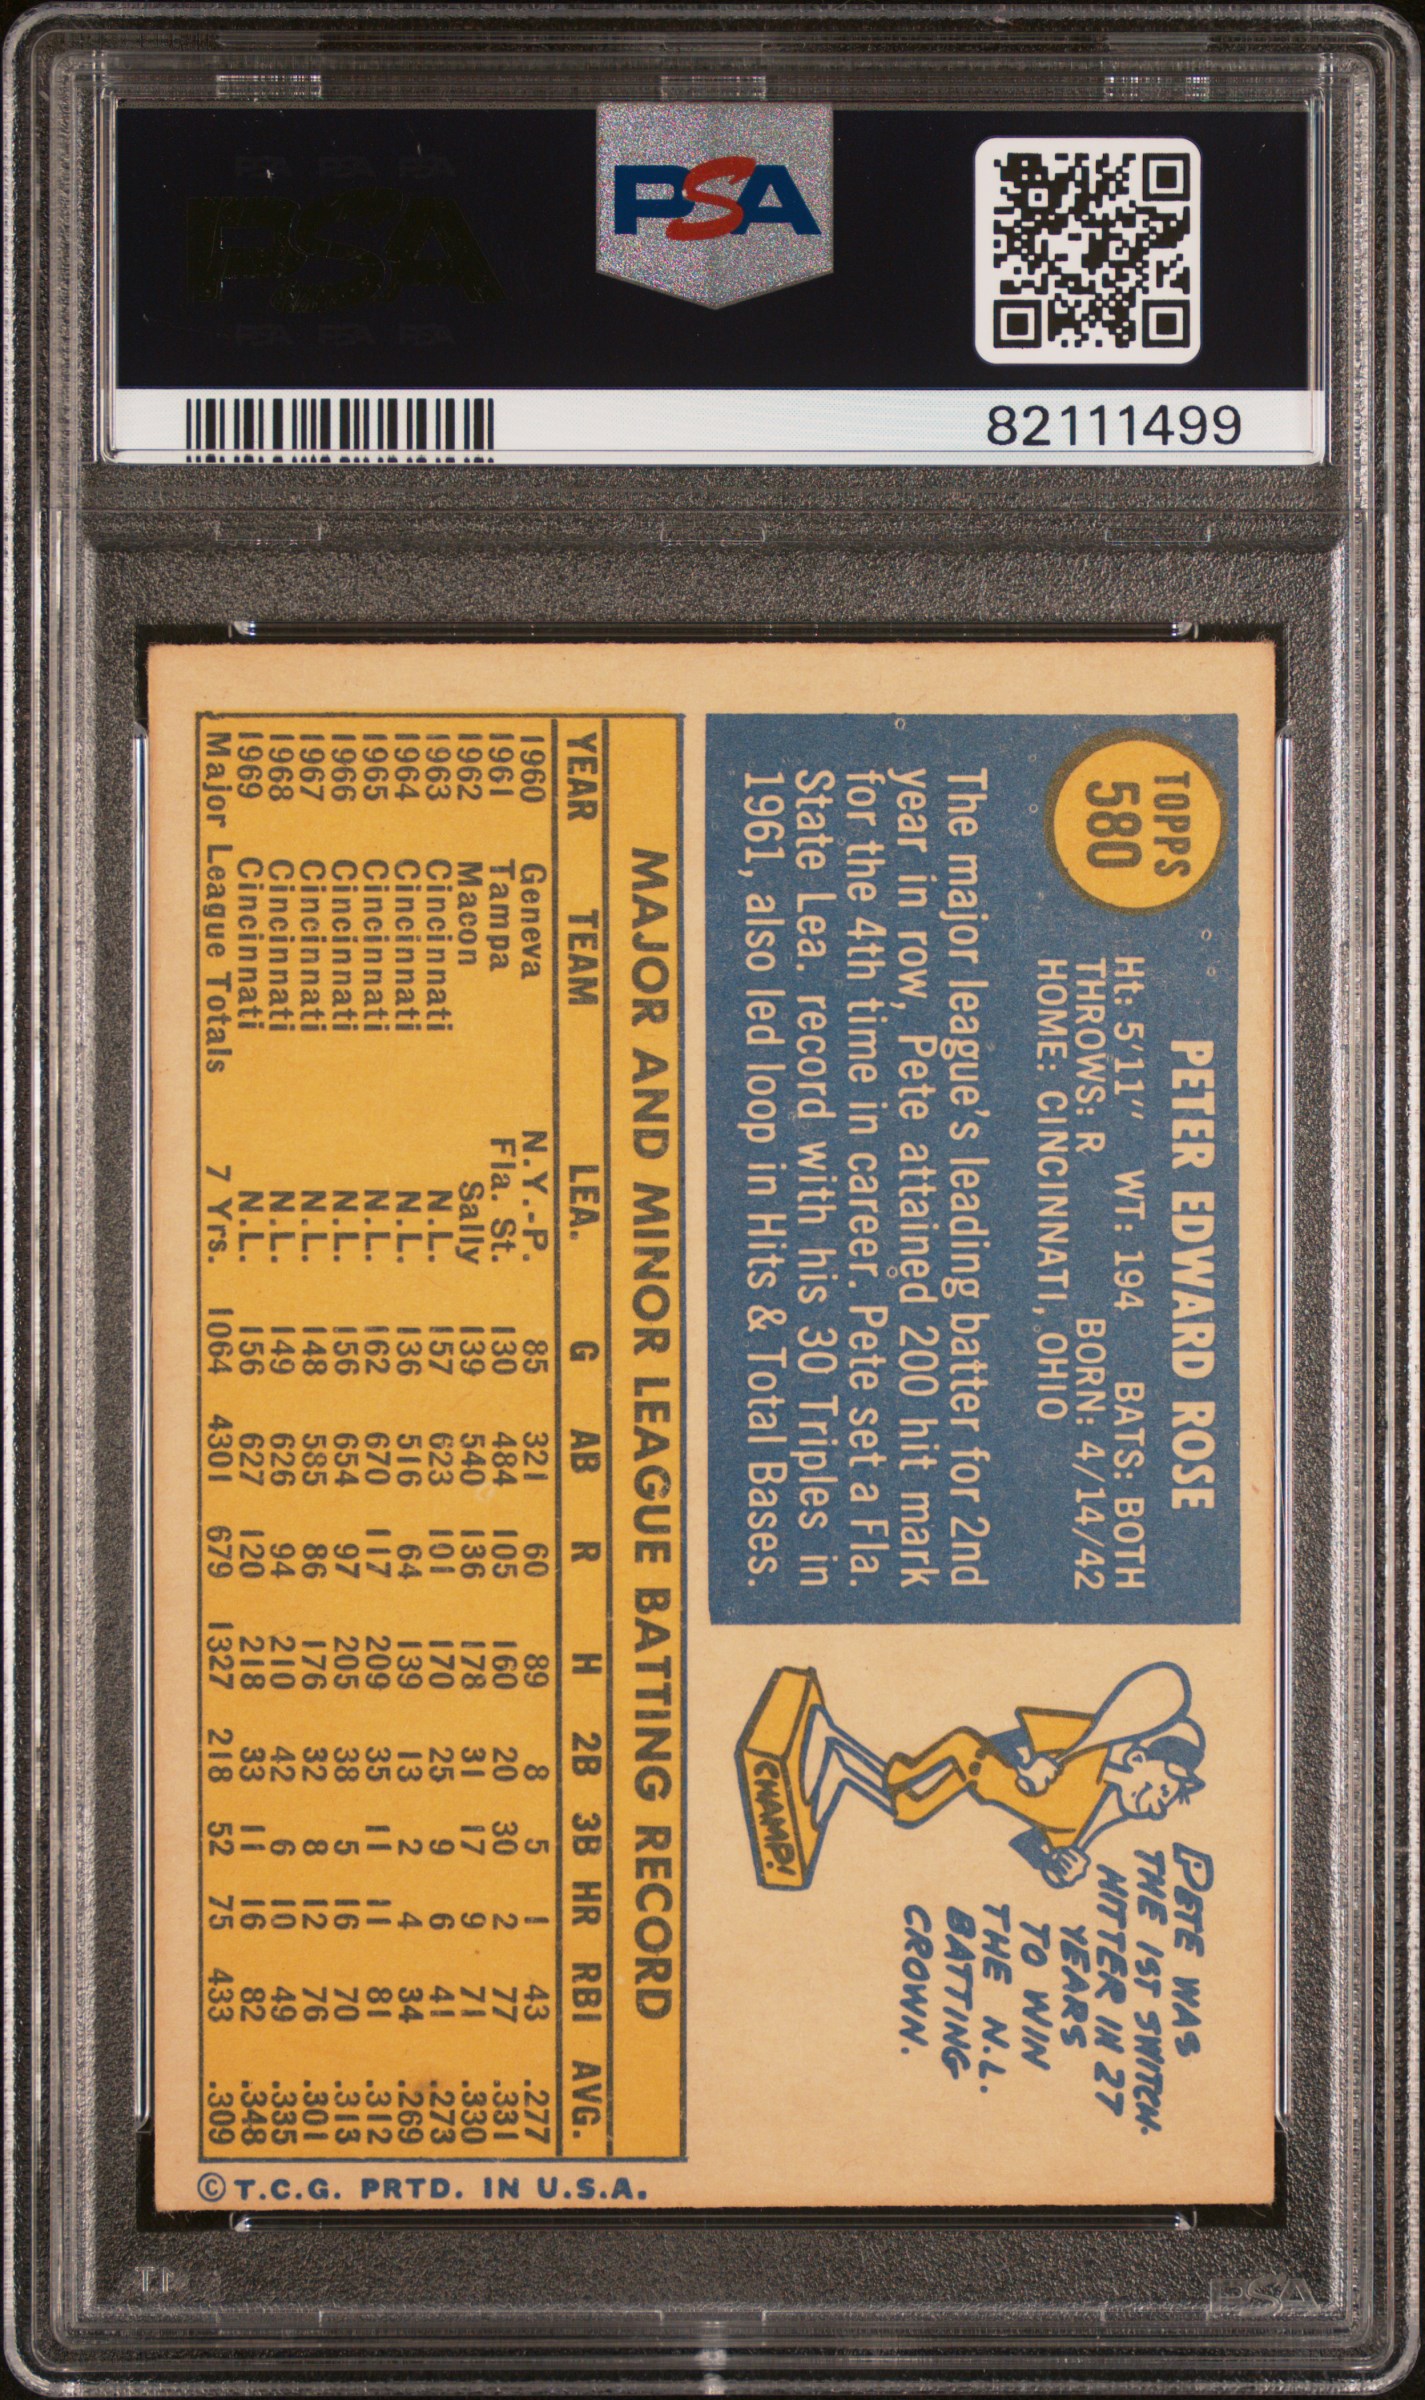 PSA PSA PSA
PSA
PSA PSA PSA
PSA
82111499
TOPPS
580
PETER EDWARD ROSE
Ht: 5'11" WT: 194 BATS: BOTH
THROWS: R BORN: 4/14/42
HOME: CINCINNATI, OHIO
The major league's leading batter for 2nd
year in row, Pete attained 200 hit mark
for the 4th time in career. Pete set a Fla.
State Lea. record with his 30 Triples in
1961, also led loop in Hits & Total Bases.
PETE WAS
THE 1ST SWITCH-
HITTER IN 27
YEARS
TO WIN
THE N.L.
BATTING
CROWN.
CHAMP!
MAJOR AND MINOR LEAGUE BATTING RECORD
YEAR TEAM LEA. G AB R H 2B 3B HR RBI AVG.
1960 Geneva N.Y.-P. 85 321 60 89 8 5 1 43 .277
1961 Tampa Fla. St. 130 484 105 160 20 30 2 77 .331
1962 Macon Sally 139 540 136 178 31 17 9 71 .330
1963 Cincinnati N.L. 157 623 101 170 25 9 6 41 .273
1964 Cincinnati N.L. 136 516 64 139 13 2 4 34 .269
1965 Cincinnati N.L. 162 670 117 209 35 11 11 81 .312
1966 Cincinnati N.L. 156 654 97 205 38 5 16 70 .313
1967 Cincinnati N.L. 148 585 86 176 32 8 12 76 .301
1968 Cincinnati N.L. 149 626 94 210 42 6 10 49 .335
1969 Cincinnati N.L. 156 627 120 218 33 11 16 82 .348
Major League Totals 7 Yrs. 1064 4301 679 1327 218 52 75 433 .309
© T.C.G. PRTD. IN U.S.A.
PSA